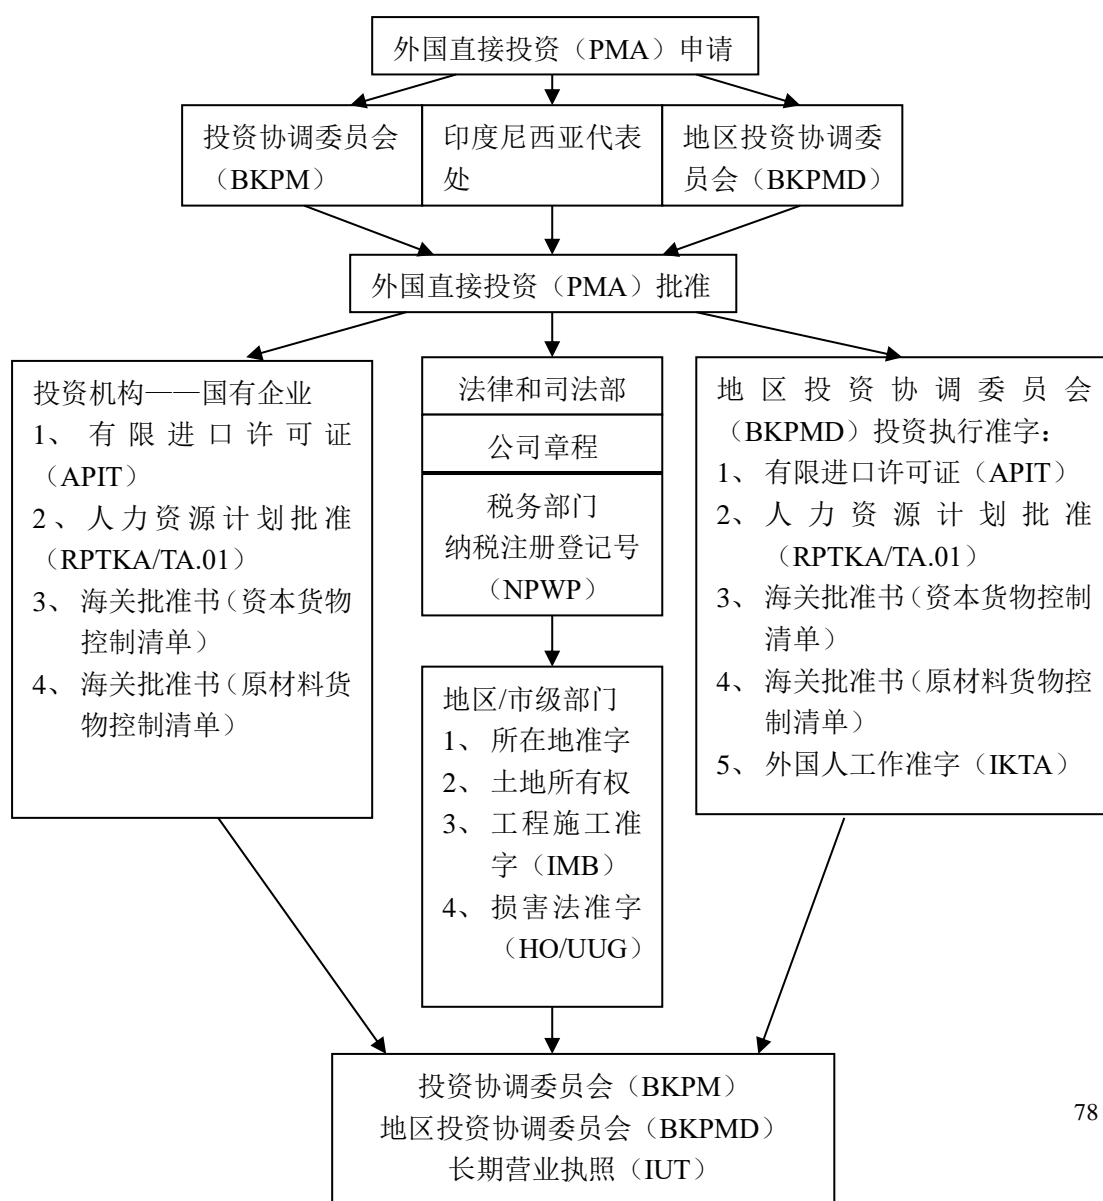 外国直接投资（PMA）申请
投资协调委员会
（BKPM）
印度尼西亚代表
处
地区投资协调委
员会（BKPMD）
外国直接投资（PMA）批准
投资机构——国有企业
1、有限进口许可证
（APIT）
2、人力资源计划批准
（RPTKA/TA.01）
3、海关批准书（资本货物
控制清单）
4、海关批准书（原材料货
物控制清单）
法律和司法部
公司章程
税务部门
纳税注册登记号
（NPWP）
地区/市级部门
1、所在地准字
2、土地所有权
3、工程施工准
字（IMB）
4、损害法准字
（HO/UUG）
地区投资协调委员会
（BKPMD）投资执行准字：
1、有限进口许可证（APIT）
2、人力资源计划批准
（RPTKA/TA.01）
3、海关批准书（资本货物控制
清单）
4、海关批准书（原材料货物控
制清单）
5、外国人工作准字（IKTA）
投资协调委员会（BKPM）
地区投资协调委员会（BKPMD）
长期营业执照（IUT）
78